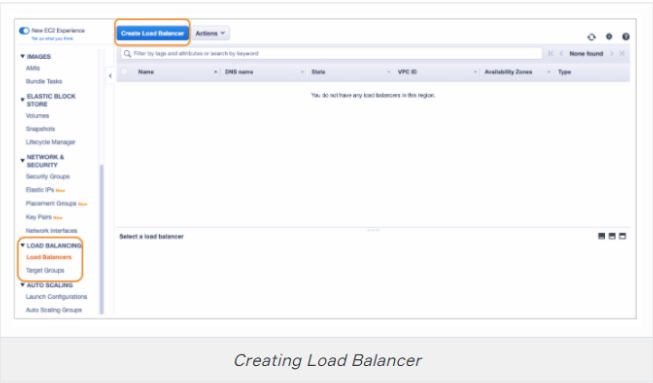 New EC2 Experience
Tell us what you think
Create Load Balancer Actions
Filter by tags and attributes or search by keyword
None found
Name DNS name State VPC ID Availability Zones Type
You do not have any load balancers in this region.
IMAGES
AMIs
Bundle Tasks
ELASTIC BLOCK
STORE
Volumes
Snapshots
Lifecycle Manager
NETWORK &
SECURITY
Security Groups
Elastic IPs New
Placement Groups New
Key Pairs New
Network Interfaces
LOAD BALANCING
Load Balancers
Target Groups
AUTO SCALING
Launch Configurations
Auto Scaling Groups
Select a load balancer
Creating Load Balancer